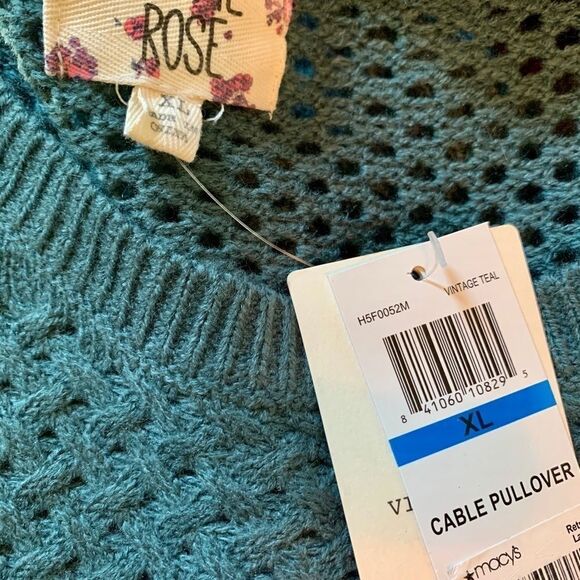 ROSE
XL
VINTAGE TEAL
H5F0052M
8 41060 10829 5
XL
CABLE PULLOVER
★macy's